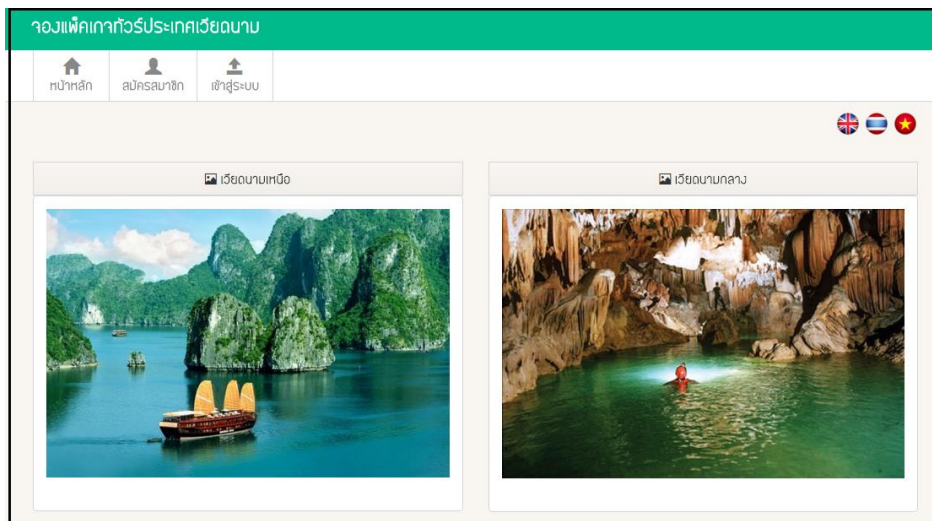 จองแพ็คเกจทัวร์ประเทศเวียดนาม
หน้าหลัก สมัครสมาชิก เข้าสู่ระบบ
เวียดนามเหนือ เวียดนามกลาง